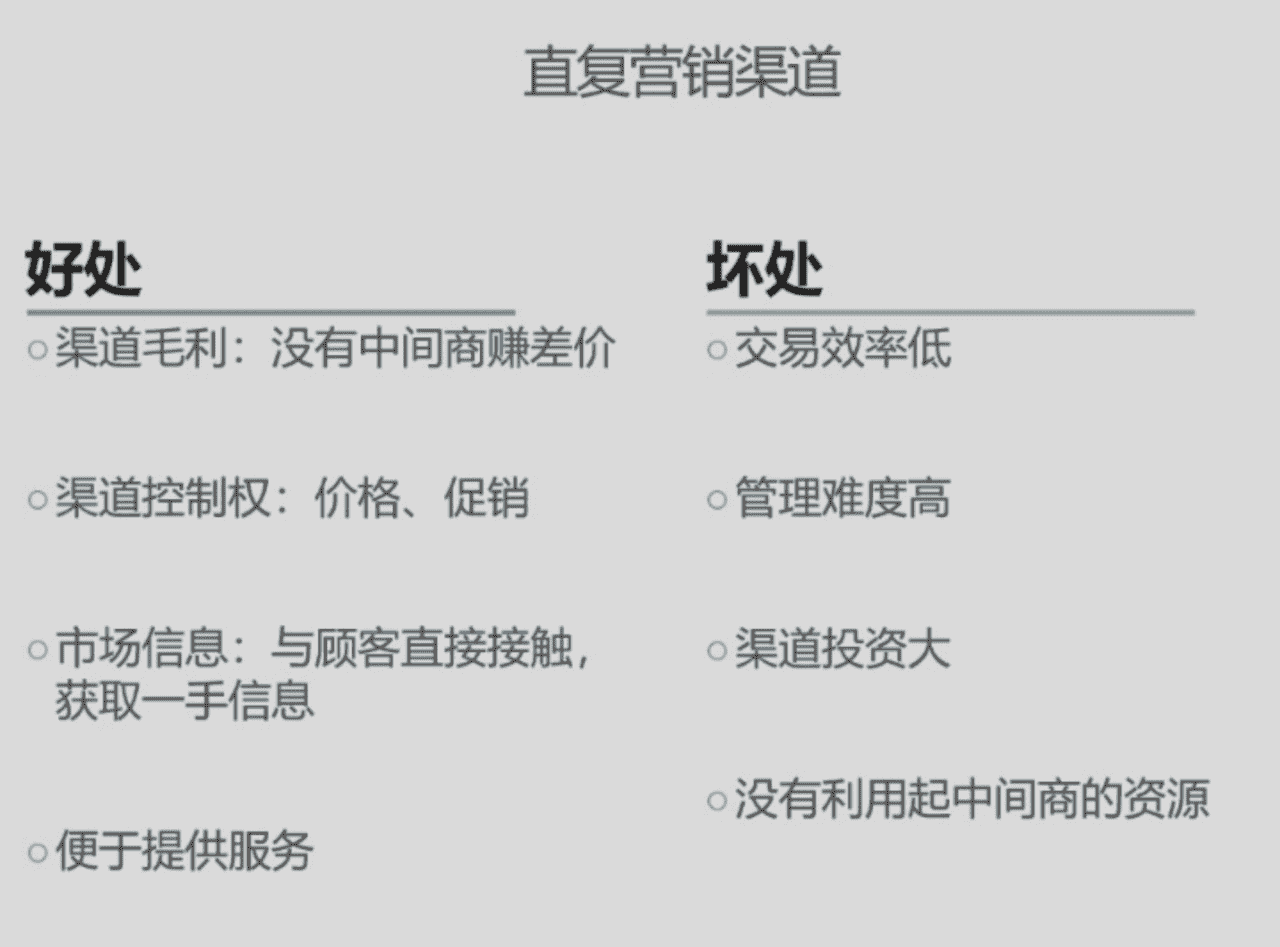 直复营销渠道
好处
渠道毛利：没有中间商赚差价
渠道控制权：价格、促销
市场信息：与顾客直接接触，
获取一手信息
便于提供服务
坏处
交易效率低
管理难度高
渠道投资大
没有利用起中间商的资源